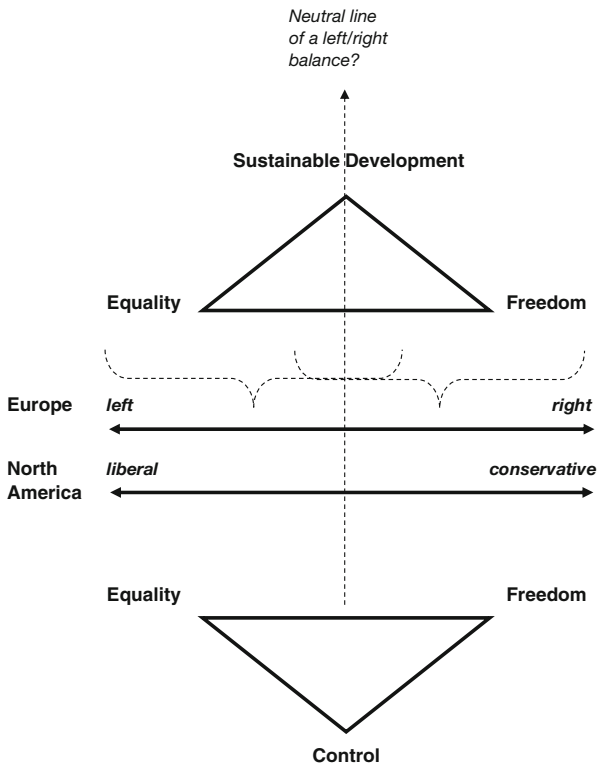 Neutral line
of a left/right
balance?
Sustainable Development
Equality Freedom
Europe left right
North America liberal conservative
Equality Freedom
Control